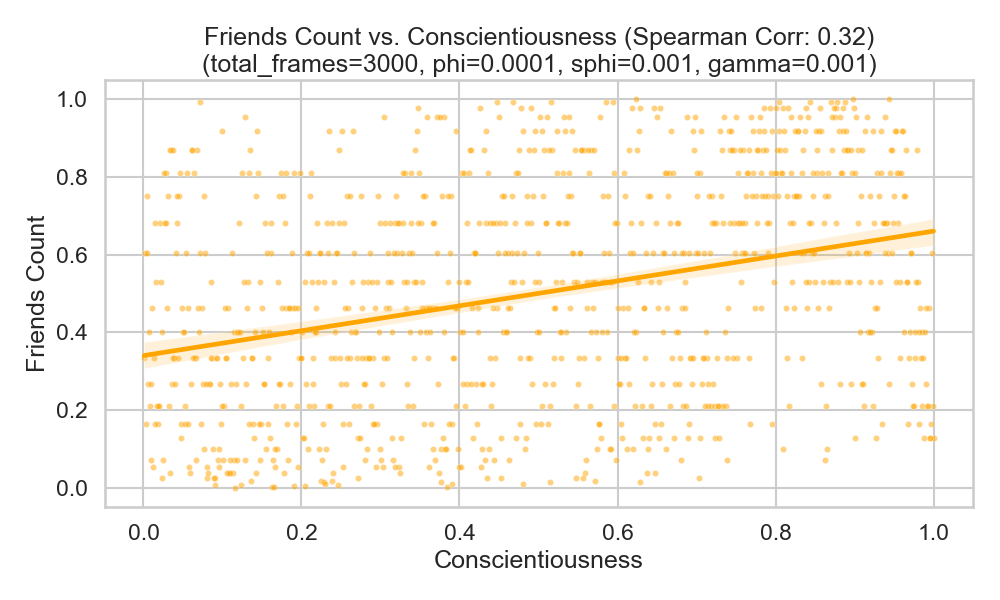 Friends Count vs. Conscientiousness (Spearman Corr: 0.32)
(total_frames=3000, phi=0.0001, sphi=0.001, gamma=0.001)
Friends Count
1.0
0.8
0.6
0.4
0.2
0.0
0.0 0.2 0.4 0.6 0.8 1.0
Conscientiousness